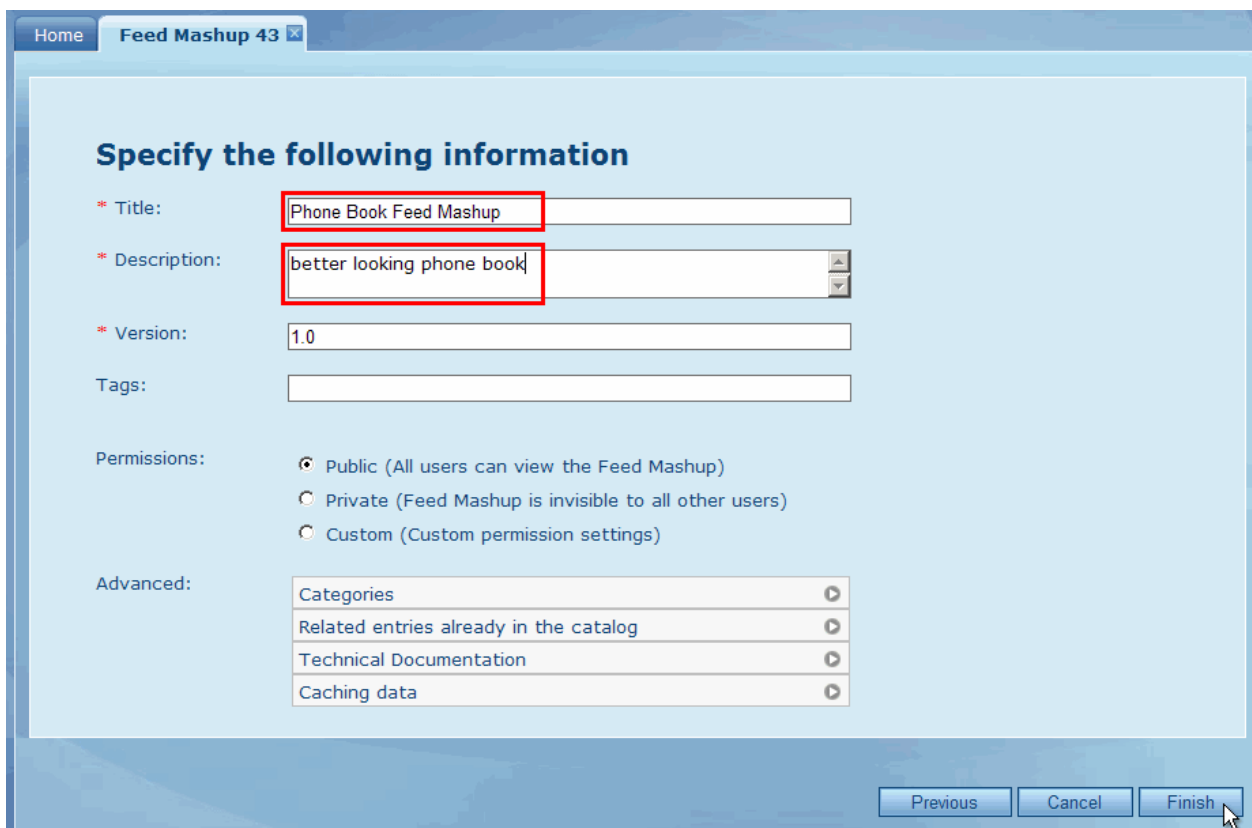 Home
Feed Mashup 43
Specify the following information
* Title:
Phone Book Feed Mashup
* Description:
better looking phone book
* Version:
1.0
Tags:
Permissions:
Public (All users can view the Feed Mashup)
Private (Feed Mashup is invisible to all other users)
Custom (Custom permission settings)
Advanced:
Categories
Related entries already in the catalog
Technical Documentation
Caching data
Previous
Cancel
Finish